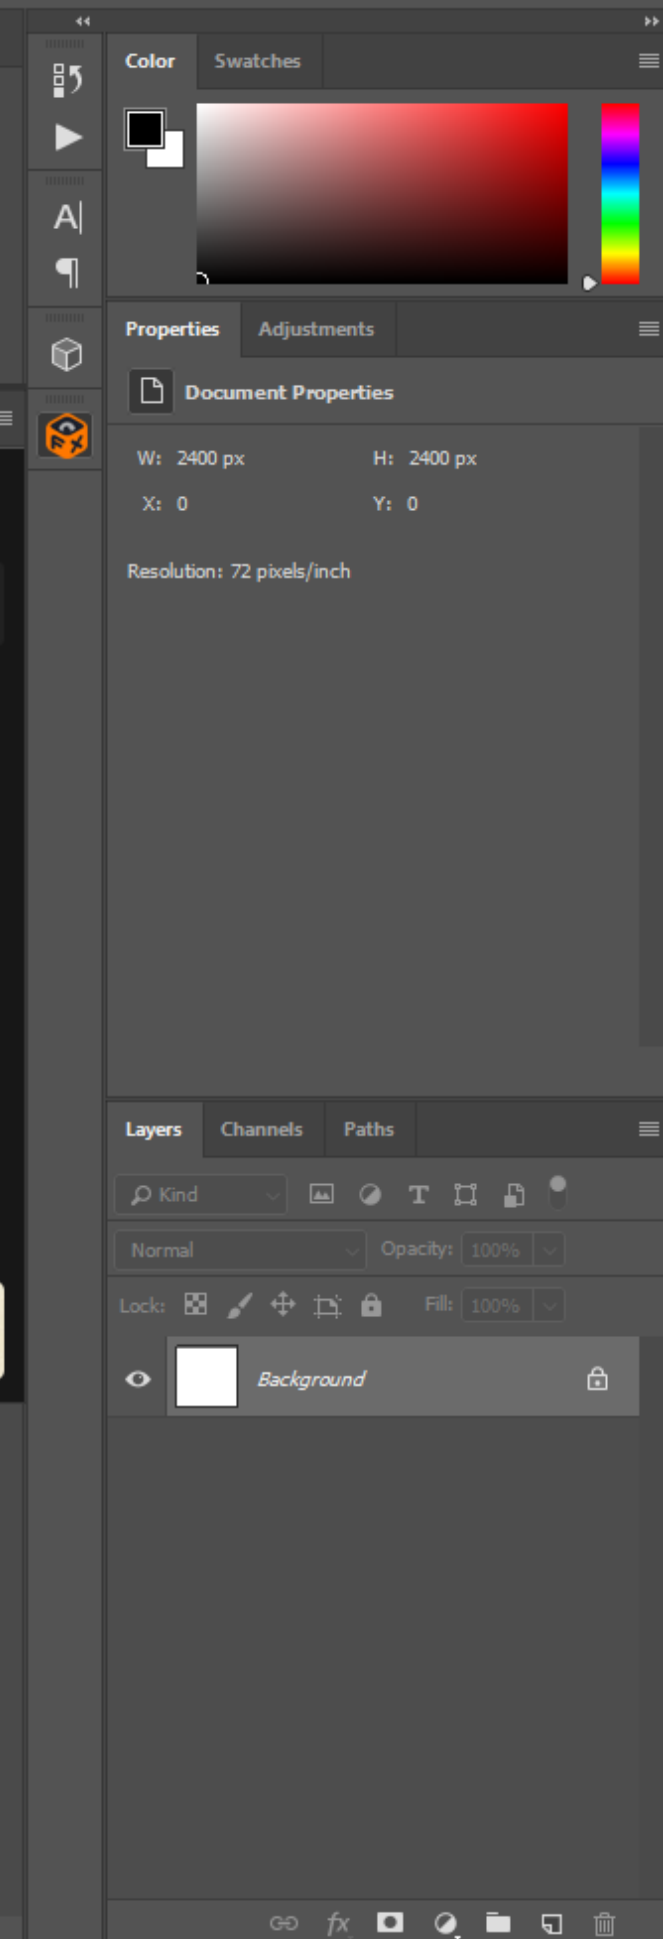 Color Swatches
A|
¶
Properties Adjustments
Document Properties
W: 2400 px H: 2400 px
X: 0 Y: 0
Resolution: 72 pixels/inch
Layers Channels Paths
Kind
Normal Opacity: 100%
Lock: Fill: 100%
Background
fx